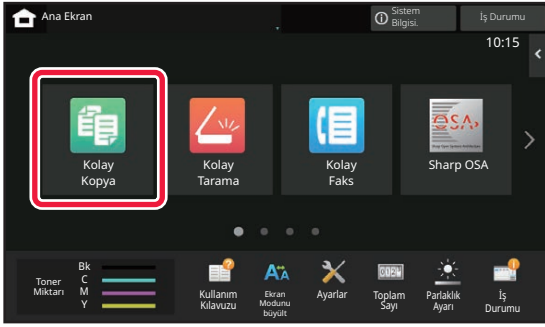 Ana Ekran
Sistem
Bilgisi.
İş Durumu
10:15
Kolay
Kopya
Kolay
Tarama
Kolay
Faks
OSA
Sharp OSA
Toner
Miktarı
Bk
C
M
Y
Kullanım
Kılavuzu
Ekran
Modunu
büyült
Ayarlar
Toplam
Sayı
Parlaklık
Ayarı
İş
Durumu